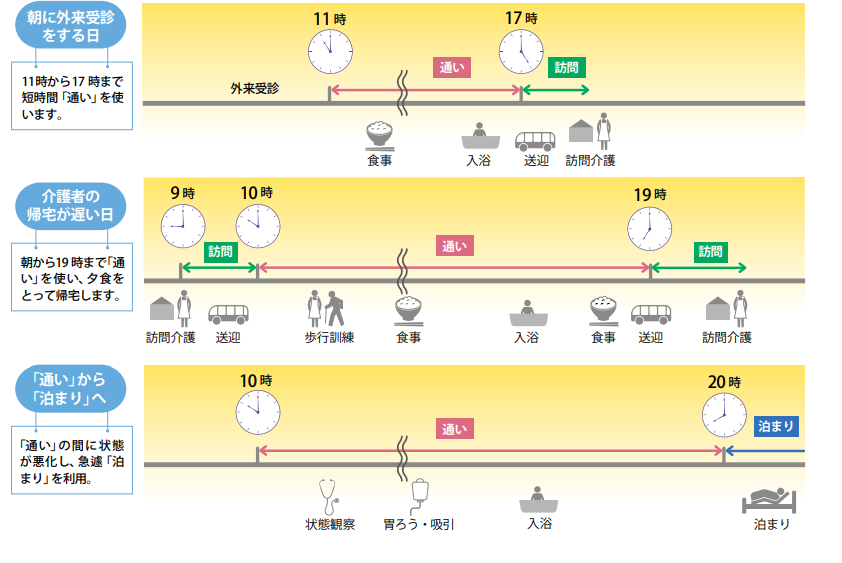 朝に外来受診
をする日
11時から17時まで
短時間「通い」を使
います。
11時
17時
通い
訪問
外来受診
食事
入浴
送迎
訪問介護
介護者の
帰宅が遅い日
朝から19時まで「通
い」を使い、夕食を
とって帰宅します。
9時
10時
19時
訪問
通い
訪問
訪問介護
送迎
歩行訓練
食事
入浴
食事
送迎
訪問介護
「通い」から
「泊まり」へ
「通い」の間に状態
が悪化し、急遽「泊
まり」を利用。
10時
20時
通い
泊まり
状態観察
胃ろう・吸引
入浴
泊まり